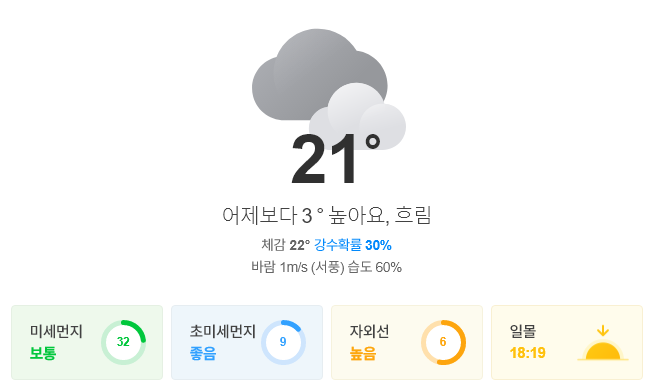 21°
어제보다 3° 높아요, 흐림
체감 22° 강수확률 30%
바람 1m/s (서풍) 습도 60%
미세먼지
보통
32
초미세먼지
좋음
9
자외선
높음
6
일몰
18:19